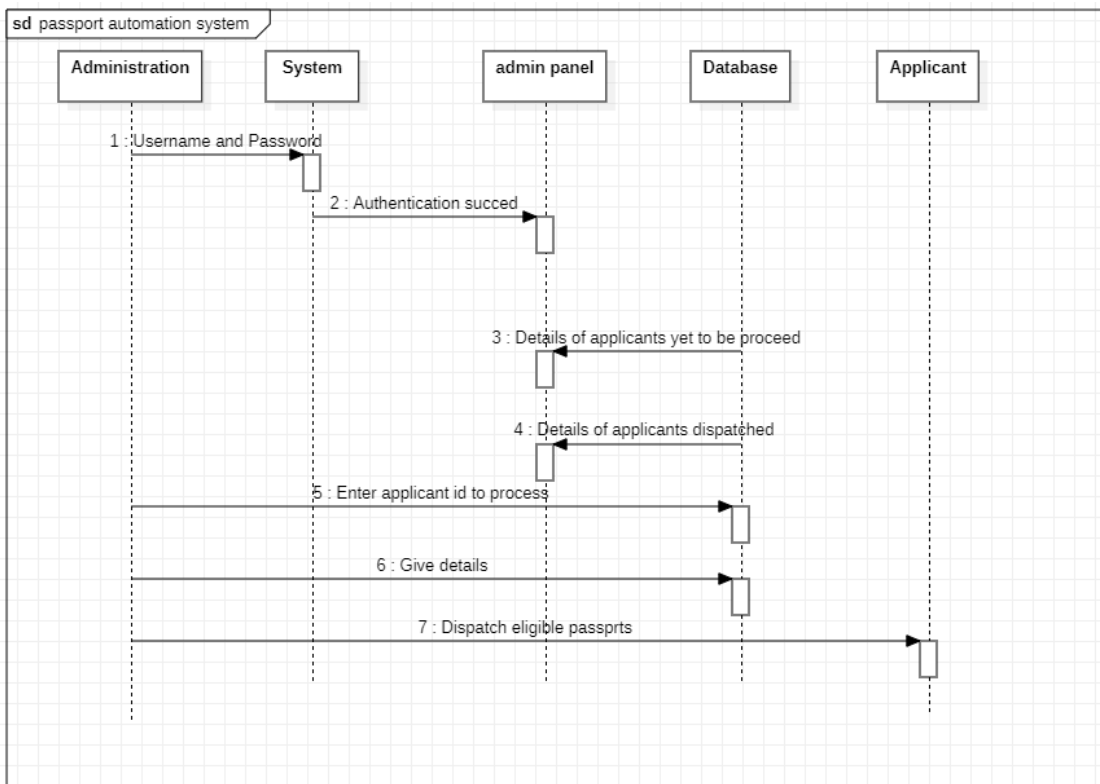 sd passport automation system
Administration
System
admin panel
Database
Applicant
1 : Username and Password
2 : Authentication succed
3 : Details of applicants yet to be proceed
4 : Details of applicants dispatched
5 : Enter applicant id to process
6 : Give details
7 : Dispatch eligible passprts